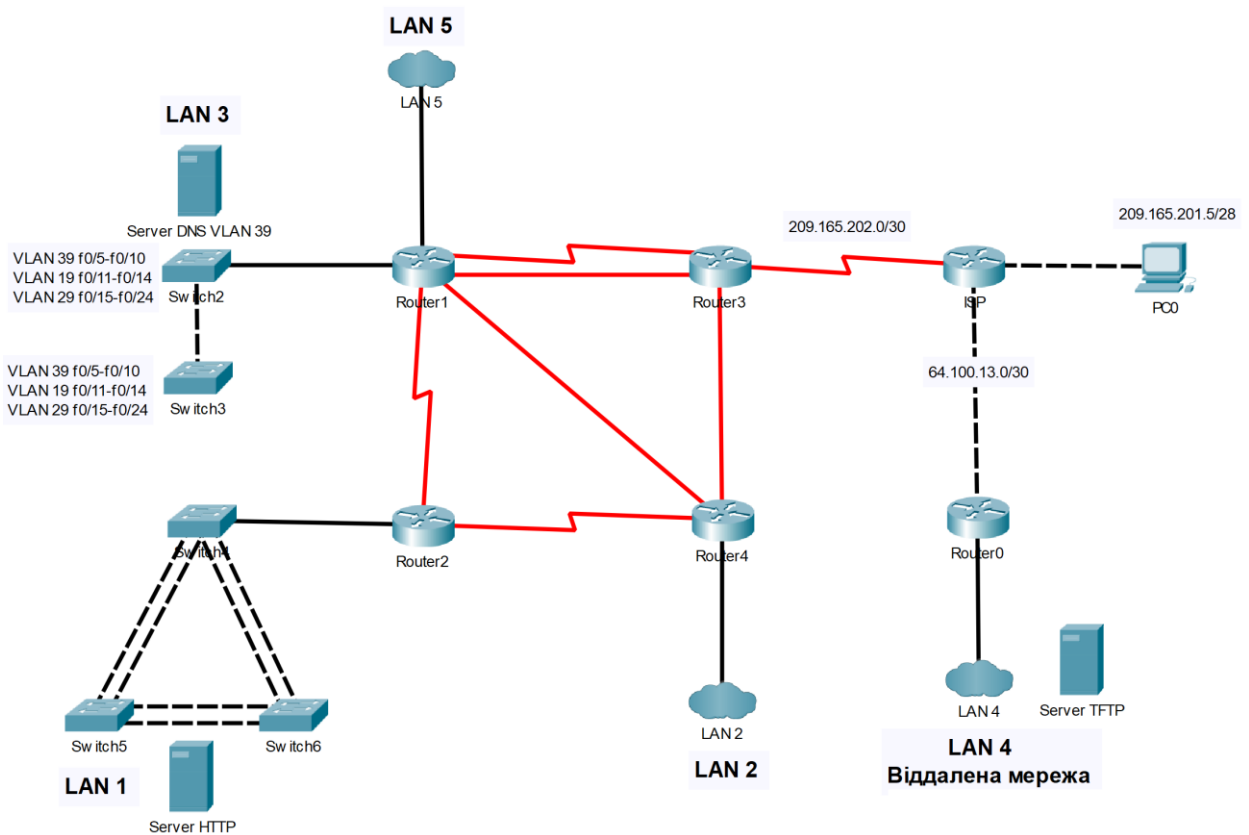 LAN 5
LAN 5
LAN 3
Server DNS VLAN 39
VLAN 39 f0/5-f0/10
VLAN 19 f0/11-f0/14
VLAN 29 f0/15-f0/24
Switch2
Router1
Router3
209.165.202.0/30
209.165.201.5/28
ISP
PC0
VLAN 39 f0/5-f0/10
VLAN 19 f0/11-f0/14
VLAN 29 f0/15-f0/24
Switch3
64.100.13.0/30
Switch4
Router2
Router4
Router0
Switch5
Switch6
LAN 1
Server HTTP
LAN 2
LAN 2
LAN 4
Server TFTP
LAN 4
Віддалена мережа